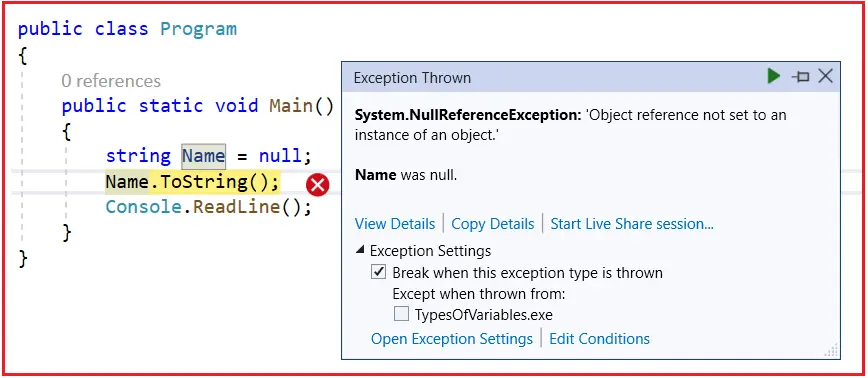 public class Program
{
0 references
public static void Main()
{
string Name = null;
Name.ToString();
Console.ReadLine();
}
}
Exception Thrown
System.NullReferenceException: 'Object reference not set to an
instance of an object.'
Name was null.
View Details | Copy Details | Start Live Share session...
Exception Settings
Break when this exception type is thrown
Except when thrown from:
TypesOfVariables.exe
Open Exception Settings | Edit Conditions